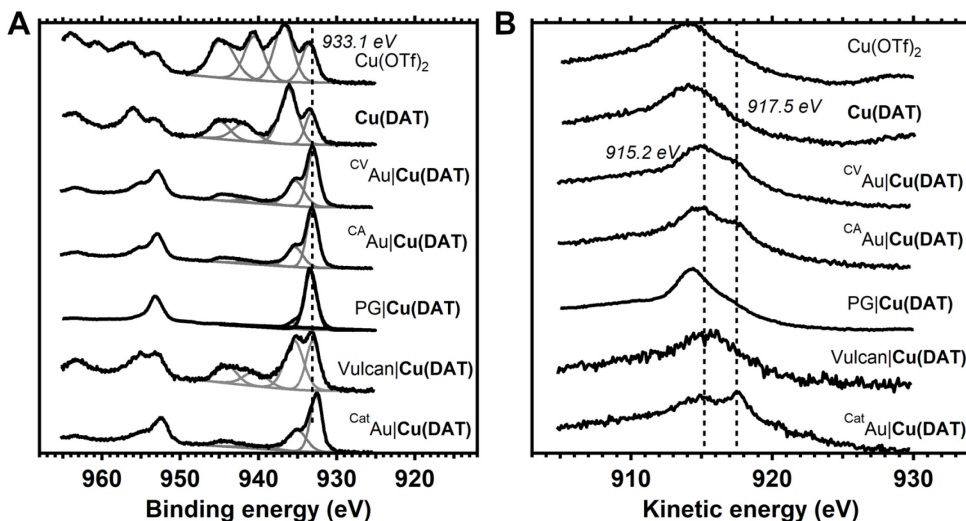 A
933.1 eV
Cu(OTf)2
Cu(DAT)
CVAu|Cu(DAT)
CAAu|Cu(DAT)
PG|Cu(DAT)
Vulcan|Cu(DAT)
CatAu|Cu(DAT)
960 950 940 930 920
Binding energy (eV)
B
Cu(OTf)2
Cu(DAT)
917.5 eV
915.2 eV
CVAu|Cu(DAT)
CAAu|Cu(DAT)
PG|Cu(DAT)
Vulcan|Cu(DAT)
CatAu|Cu(DAT)
910 920 930
Kinetic energy (eV)